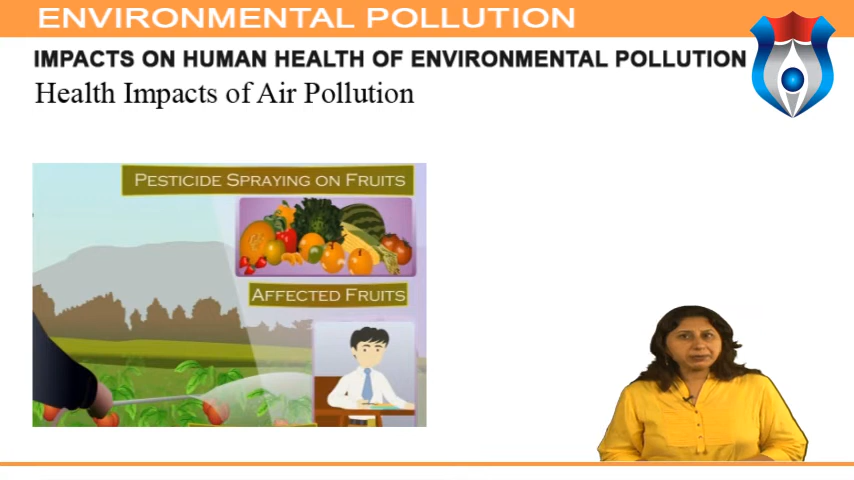 ENVIRONMENTAL POLLUTION
IMPACTS ON HUMAN HEALTH OF ENVIRONMENTAL POLLUTION
Health Impacts of Air Pollution
PESTICIDE SPRAYING ON FRUITS
AFFECTED FRUITS